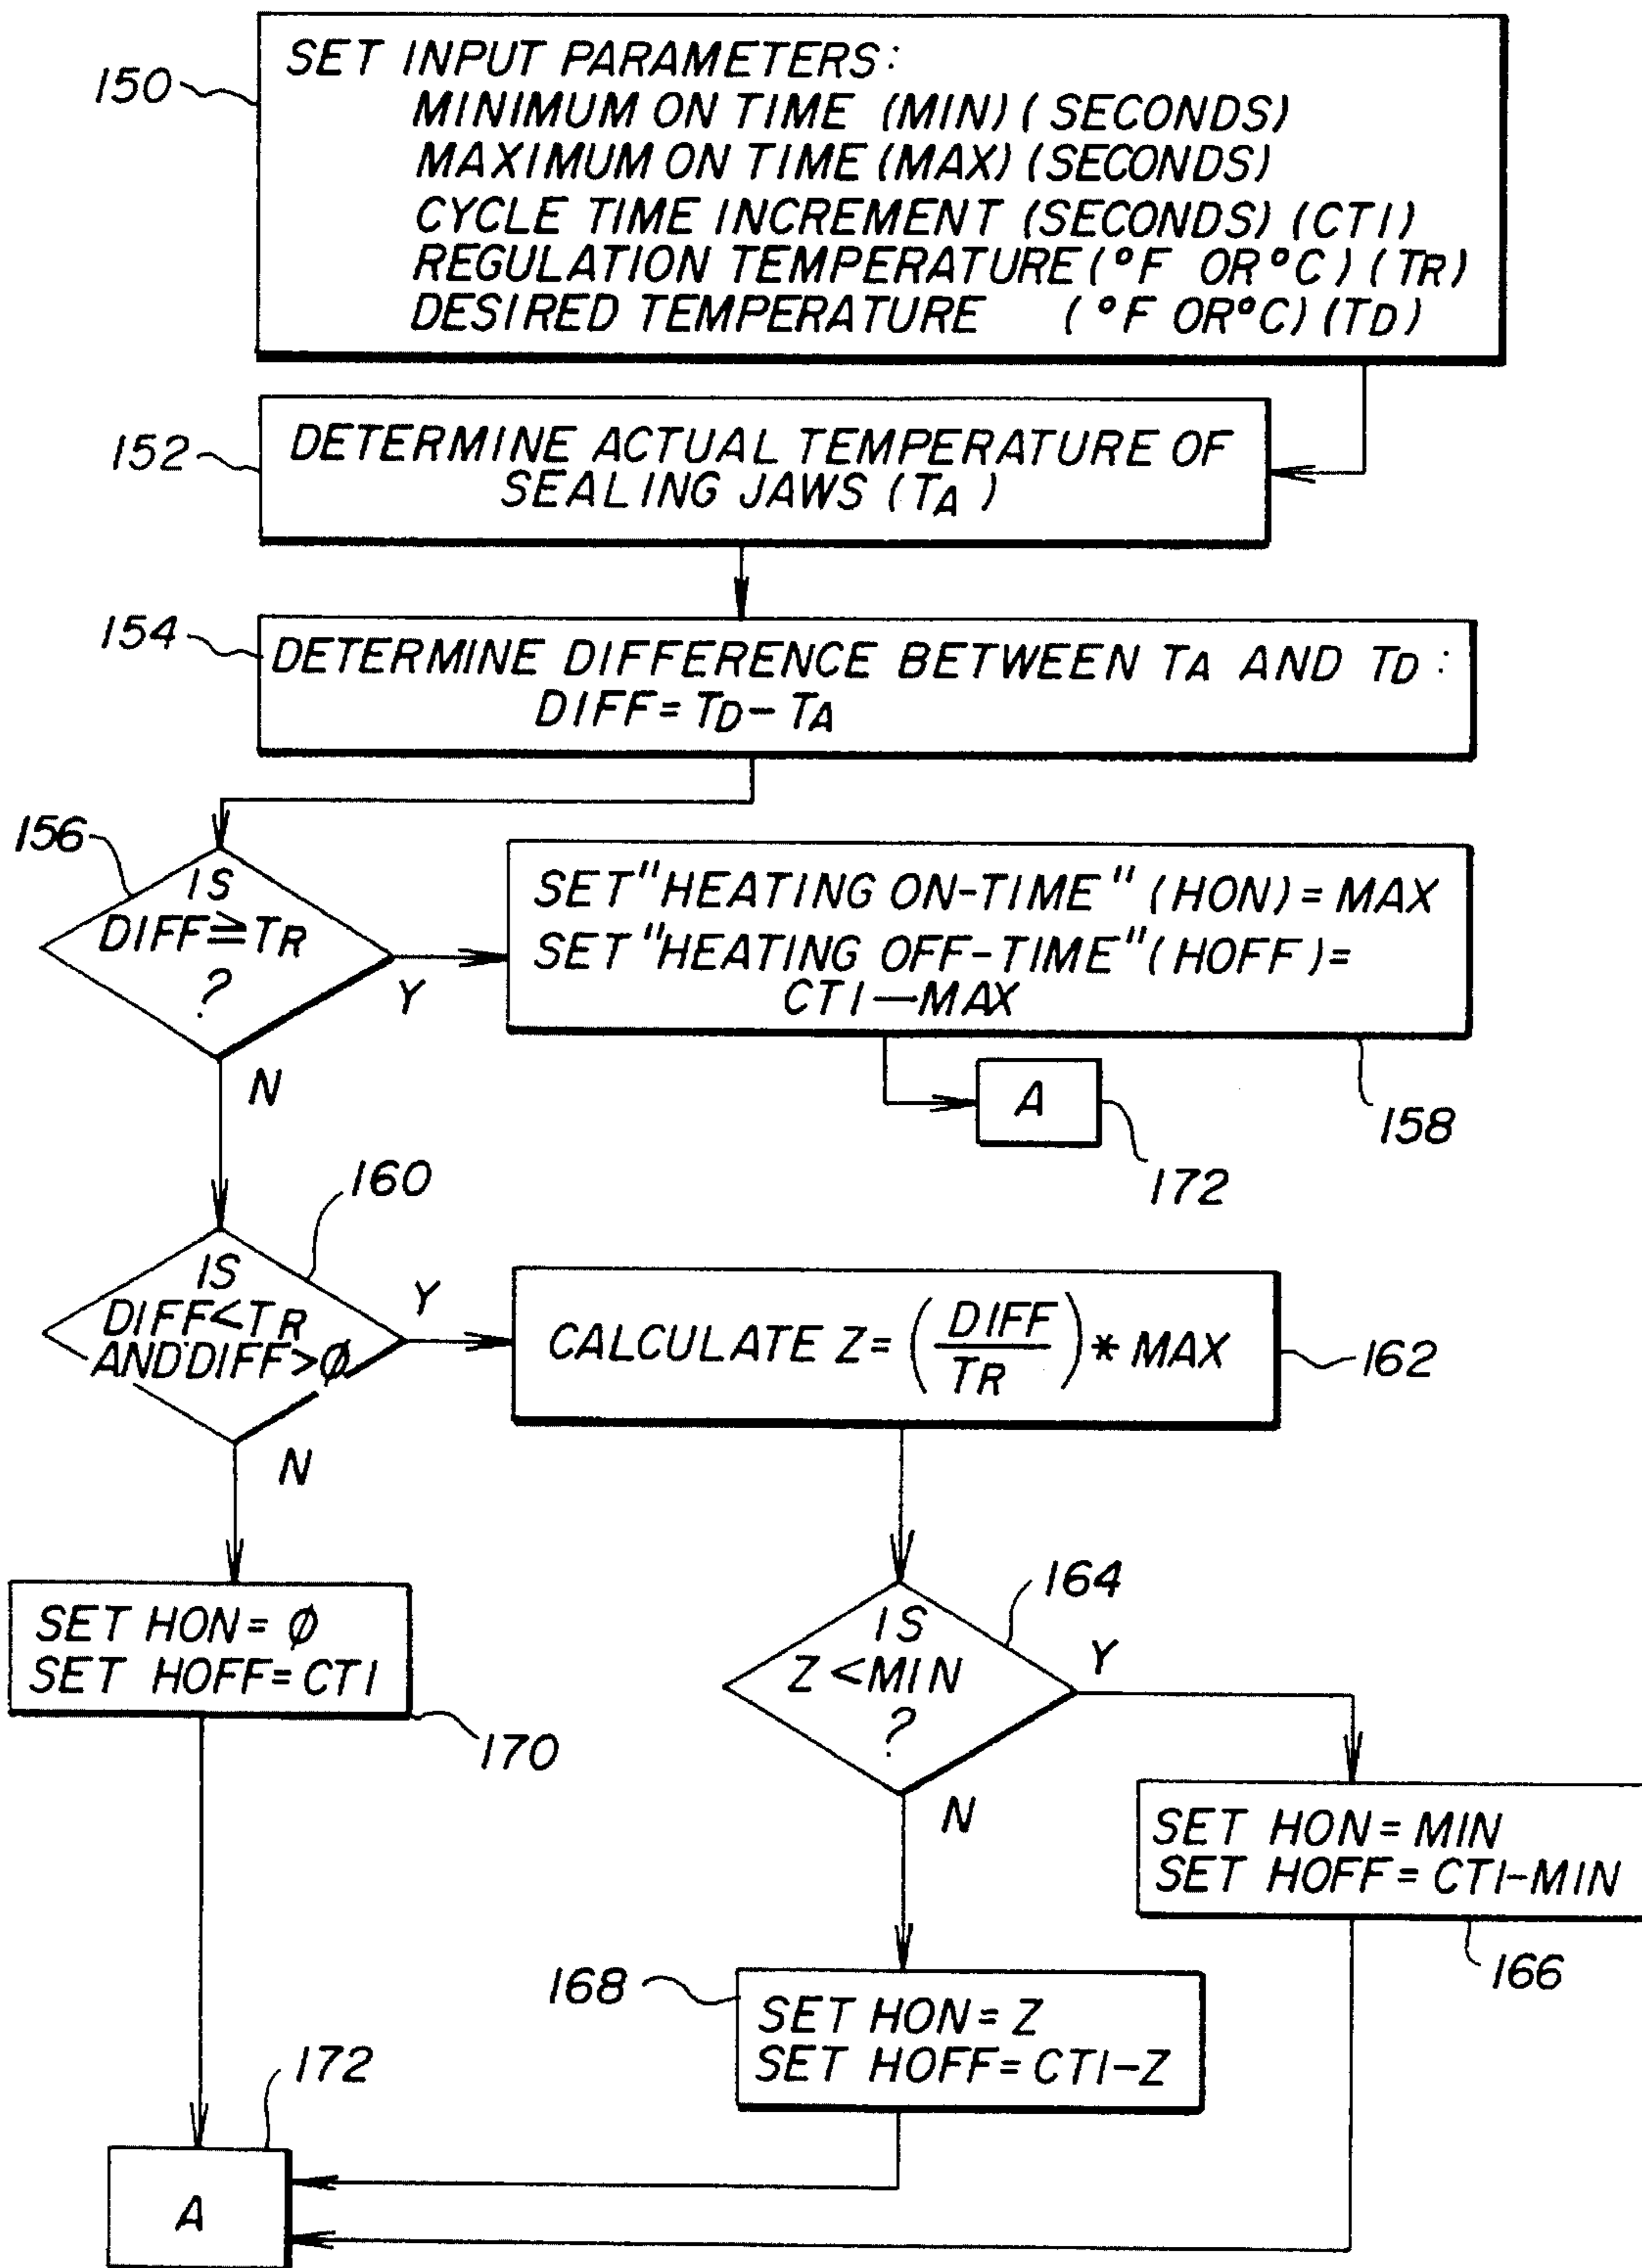 SET INPUT PARAMETERS:
MINIMUM ON TIME (MIN) (SECONDS)
MAXIMUM ON TIME (MAX) (SECONDS)
CYCLE TIME INCREMENT (SECONDS) (CTI)
REGULATION TEMPERATURE (°F OR °C) (TR)
DESIRED TEMPERATURE (°F OR °C) (TD)
150
DETERMINE ACTUAL TEMPERATURE OF
SEALING JAWS (TA)
152
154
DETERMINE DIFFERENCE BETWEEN TA AND TD:
DIFF = TD - TA
156
IS
DIFF ≧ TR
?
Y
N
SET "HEATING ON-TIME" (HON) = MAX
SET "HEATING OFF-TIME" (HOFF) =
CTI — MAX
158
A
172
160
IS
DIFF < TR
AND DIFF > ∅
Y
N
CALCULATE Z = (DIFF / TR) * MAX
162
164
IS
Z < MIN
?
Y
N
SET HON = ∅
SET HOFF = CTI
170
SET HON = MIN
SET HOFF = CTI-MIN
166
168
SET HON = Z
SET HOFF = CTI-Z
172
A